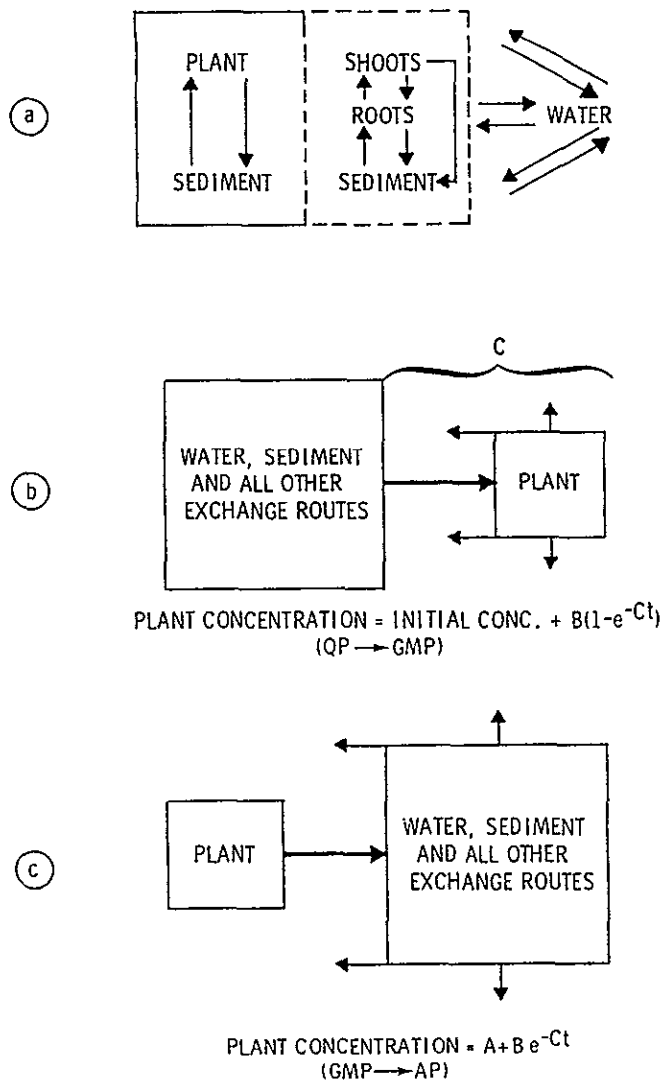 a
PLANT
SEDIMENT
SHOOTS
ROOTS
SEDIMENT
WATER
b
C
WATER, SEDIMENT
AND ALL OTHER
EXCHANGE ROUTES
PLANT
PLANT CONCENTRATION = INITIAL CONC. + B(1-e^-Ct)
(QP → GMP)
c
PLANT
WATER, SEDIMENT
AND ALL OTHER
EXCHANGE ROUTES
PLANT CONCENTRATION = A+B e^-Ct
(GMP → AP)